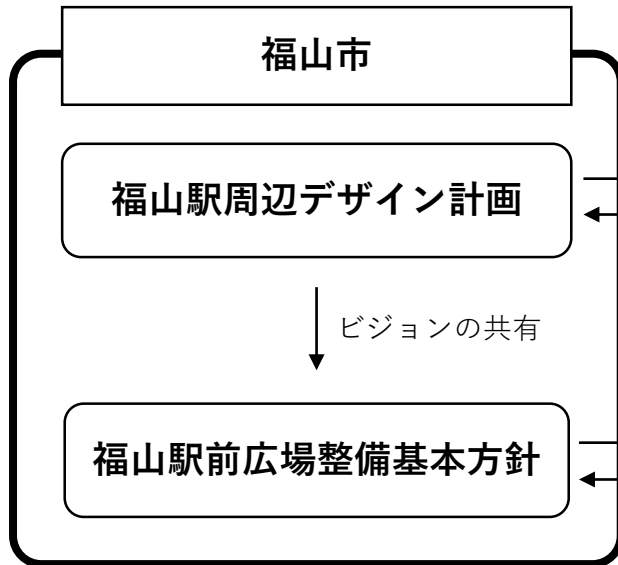 福山市
福山駅周辺デザイン計画
ビジョンの共有
福山駅前広場整備基本方針